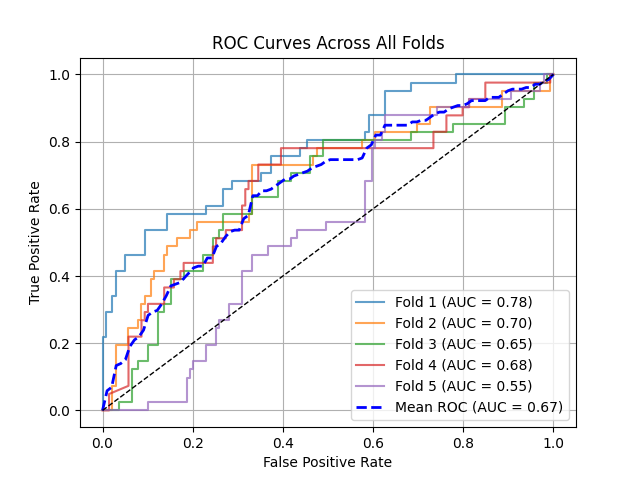 ROC Curves Across All Folds
True Positive Rate
1.0
0.8
0.6
0.4
0.2
0.0
Fold 1 (AUC = 0.78)
Fold 2 (AUC = 0.70)
Fold 3 (AUC = 0.65)
Fold 4 (AUC = 0.68)
Fold 5 (AUC = 0.55)
Mean ROC (AUC = 0.67)
0.0 0.2 0.4 0.6 0.8 1.0
False Positive Rate